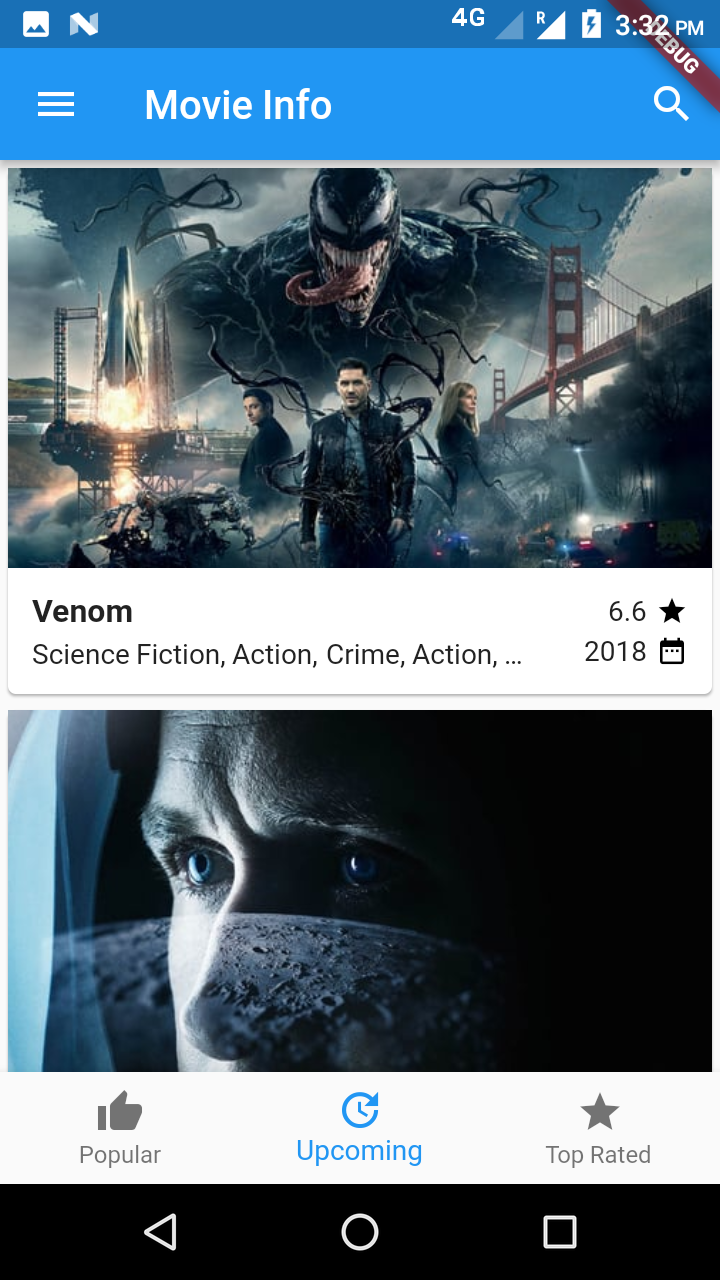 4G R 3:32 PM
DEBUG
Movie Info
Venom 6.6
Science Fiction, Action, Crime, Action, ... 2018
Popular Upcoming Top Rated